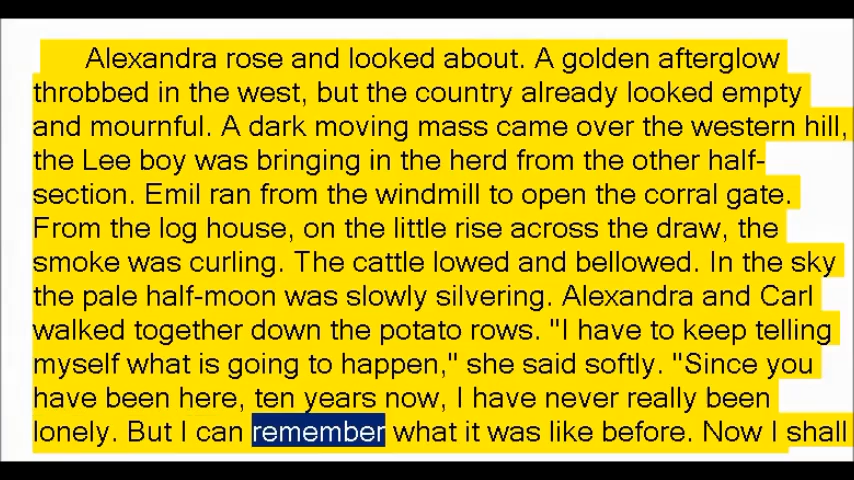 Alexandra rose and looked about. A golden afterglow
throbbed in the west, but the country already looked empty
and mournful. A dark moving mass came over the western hill,
the Lee boy was bringing in the herd from the other half-
section. Emil ran from the windmill to open the corral gate.
From the log house, on the little rise across the draw, the
smoke was curling. The cattle lowed and bellowed. In the sky
the pale half-moon was slowly silvering. Alexandra and Carl
walked together down the potato rows. "I have to keep telling
myself what is going to happen," she said softly. "Since you
have been here, ten years now, I have never really been
lonely. But I can remember what it was like before. Now I shall